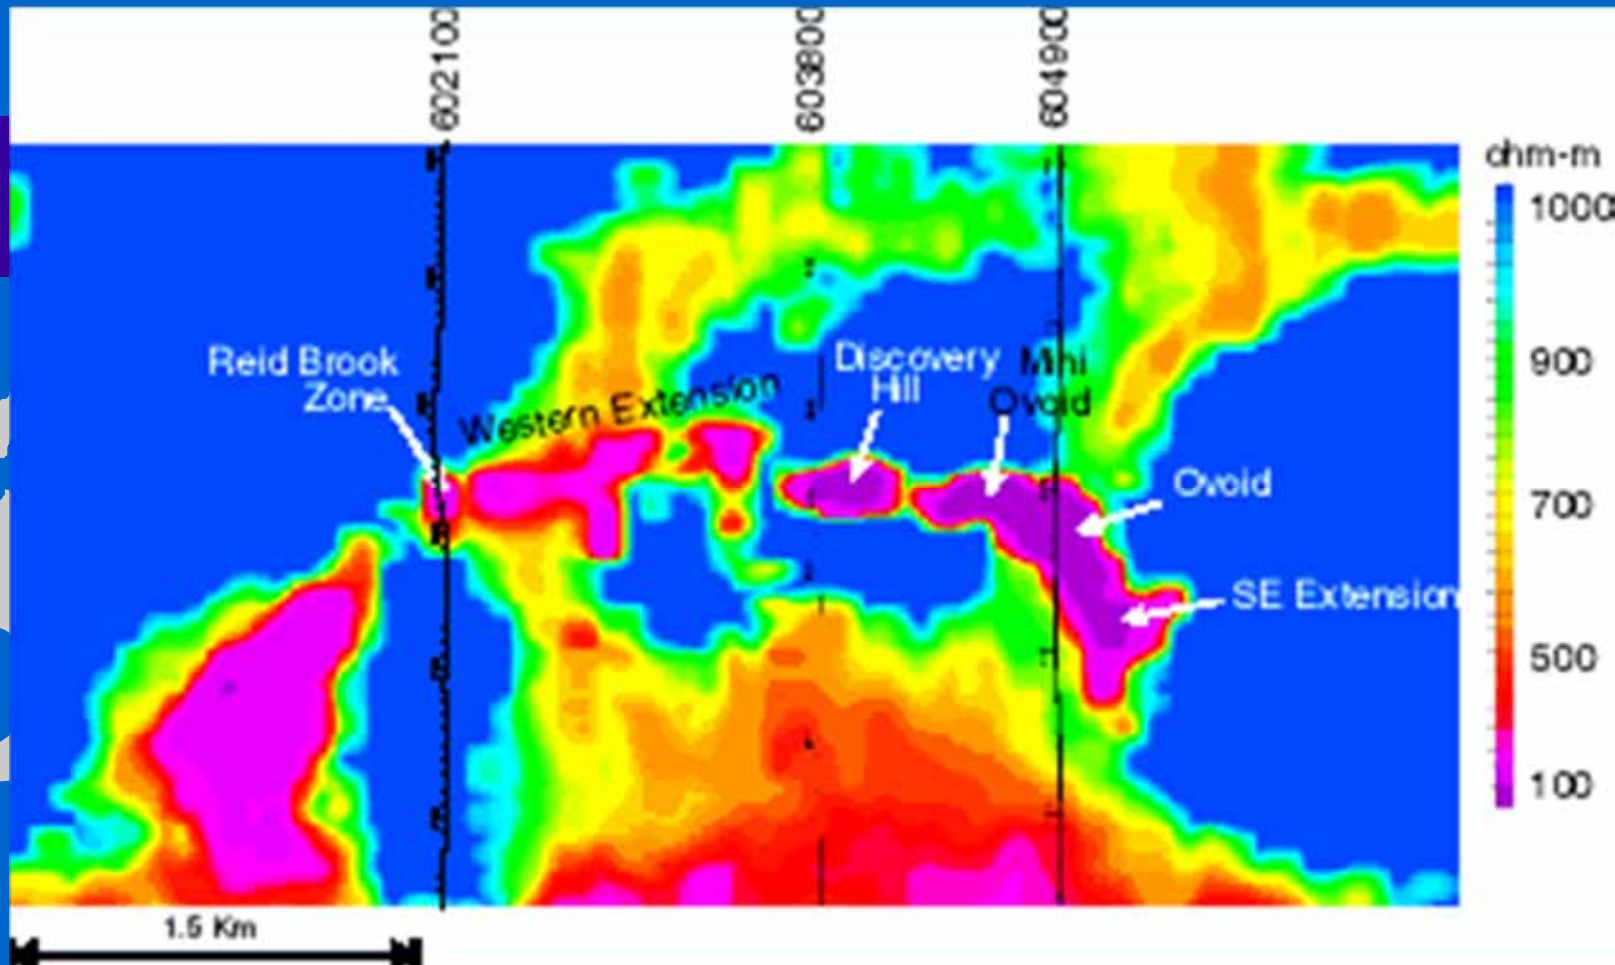 602100
603800
604900
ohm-m
1000
900
700
500
100
Reid Brook
Zone
Western Extension
Discovery
Hill
Mini
Ovoid
Ovoid
SE Extension
1.5 Km